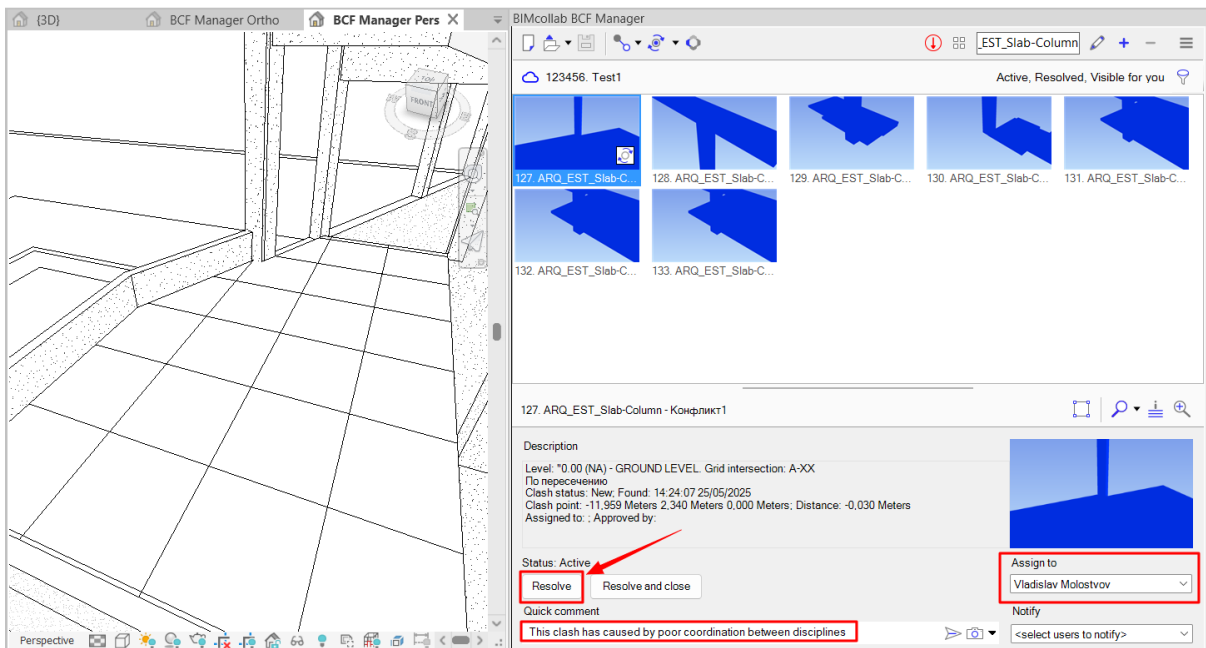 {3D}
BCF Manager Ortho
BCF Manager Pers
BIMcollab BCF Manager
EST_Slab-Column
123456. Test1
Active, Resolved, Visible for you
TOP
FRONT
127. ARQ_EST_Slab-C...
128. ARQ_EST_Slab-C...
129. ARQ_EST_Slab-C...
130. ARQ_EST_Slab-C...
131. ARQ_EST_Slab-C...
132. ARQ_EST_Slab-C...
133. ARQ_EST_Slab-C...
127. ARQ_EST_Slab-Column - Конфликт1
Description
Level: "0.00 (NA) - GROUND LEVEL. Grid intersection: A-XX
По пересечению
Clash status: New; Found: 14:24:07 25/05/2025
Clash point: -11,959 Meters 2,340 Meters 0,000 Meters; Distance: -0,030 Meters
Assigned to: ; Approved by:
Status: Active
Assign to
Resolve
Resolve and close
Vladislav Molostvov
Quick comment
Notify
This clash has caused by poor coordination between disciplines
<select users to notify>
Perspective